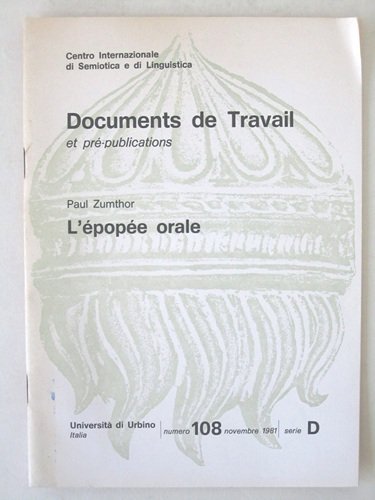 Centro Internazionale
di Semiotica e di Linguistica
Documents de Travail
et pré-publications
Paul Zumthor
L'épopée orale
Università di Urbino
Italia
numero 108 novembre 1981 serie D